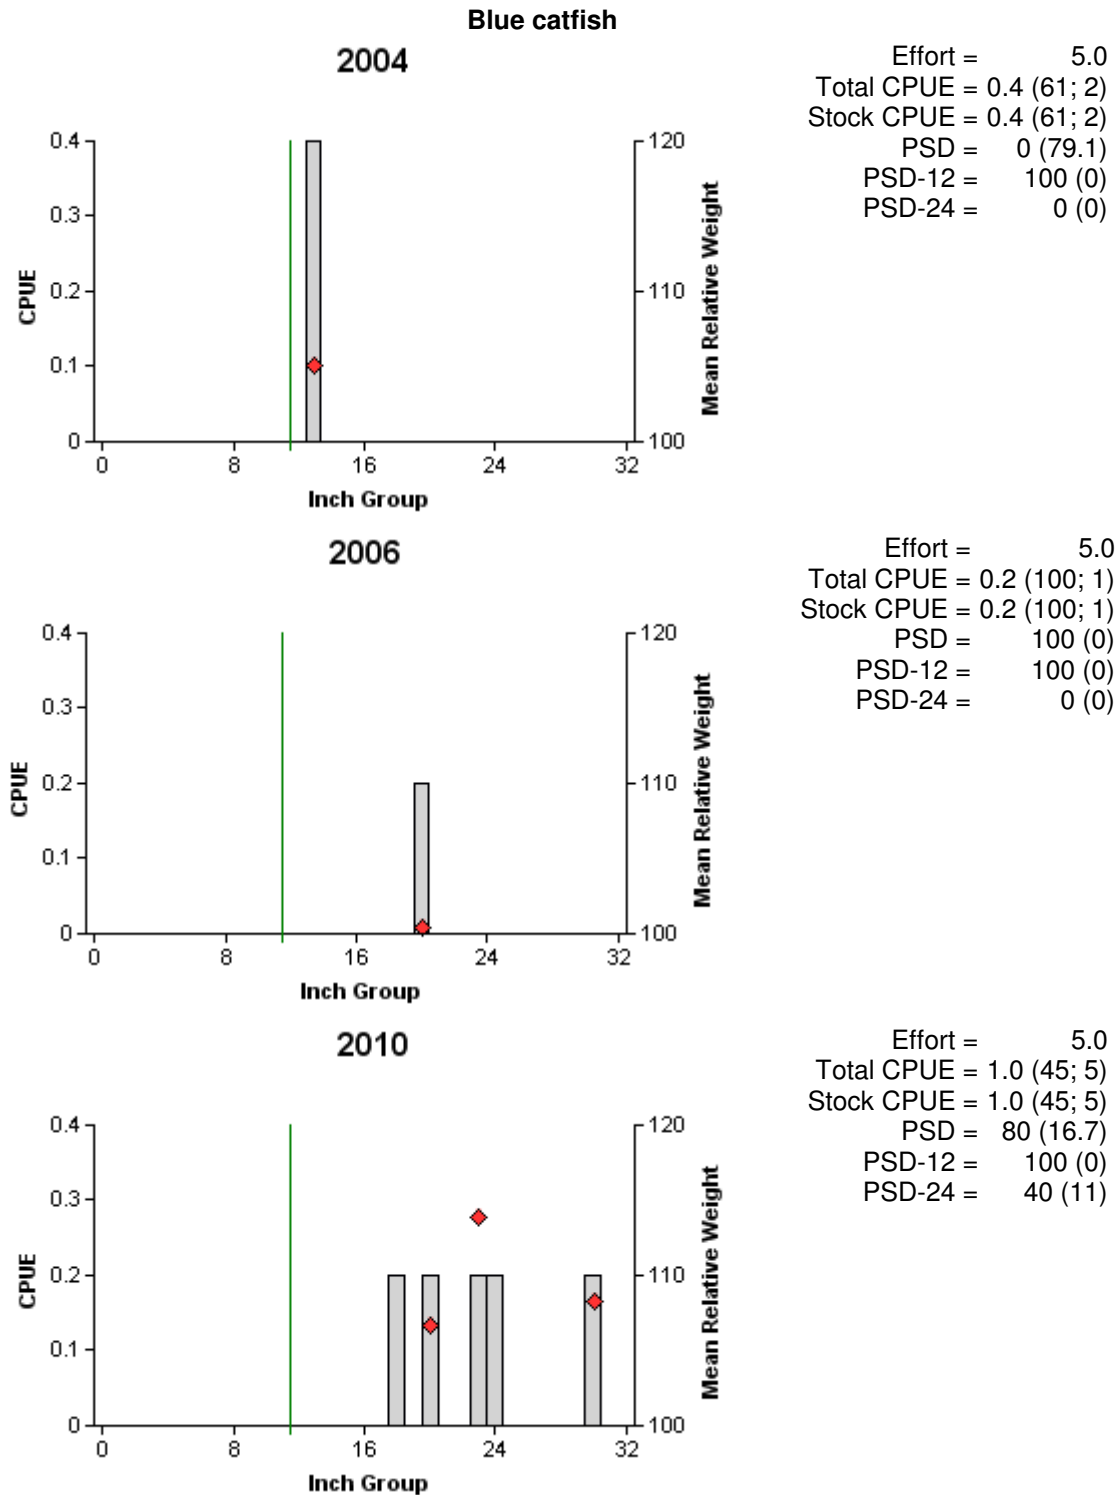 Blue catfish
2004
Effort = 5.0
Total CPUE = 0.4 (61; 2)
Stock CPUE = 0.4 (61; 2)
PSD = 0 (79.1)
PSD-12 = 100 (0)
PSD-24 = 0 (0)
0.4
0.3
0.2
0.1
0
CPUE
120
110
100
Mean Relative Weight
0 8 16 24 32
Inch Group
2006
Effort = 5.0
Total CPUE = 0.2 (100; 1)
Stock CPUE = 0.2 (100; 1)
PSD = 100 (0)
PSD-12 = 100 (0)
PSD-24 = 0 (0)
0.4
0.3
0.2
0.1
0
CPUE
120
110
100
Mean Relative Weight
0 8 16 24 32
Inch Group
2010
Effort = 5.0
Total CPUE = 1.0 (45; 5)
Stock CPUE = 1.0 (45; 5)
PSD = 80 (16.7)
PSD-12 = 100 (0)
PSD-24 = 40 (11)
0.4
0.3
0.2
0.1
0
CPUE
120
110
100
Mean Relative Weight
0 8 16 24 32
Inch Group